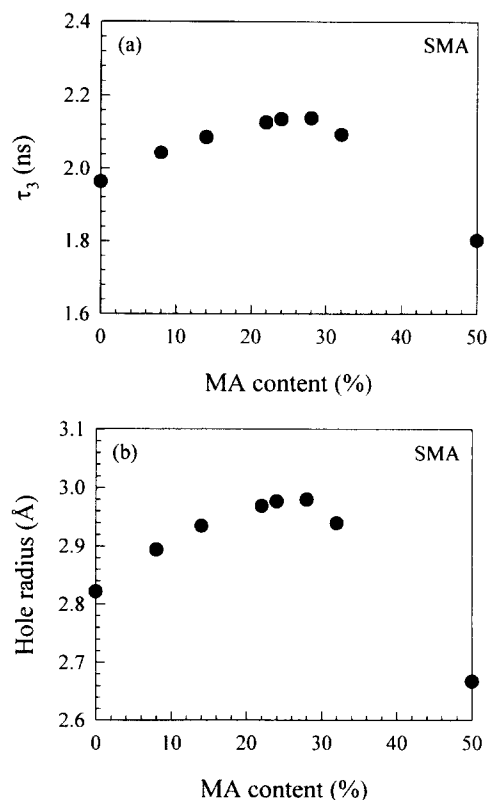 2.4
(a)
SMA
2.2
2.0
1.8
1.6
τ₃ (ns)
0 10 20 30 40 50
MA content (%)
3.1
(b)
SMA
3.0
2.9
2.8
2.7
2.6
Hole radius (Å)
0 10 20 30 40 50
MA content (%)